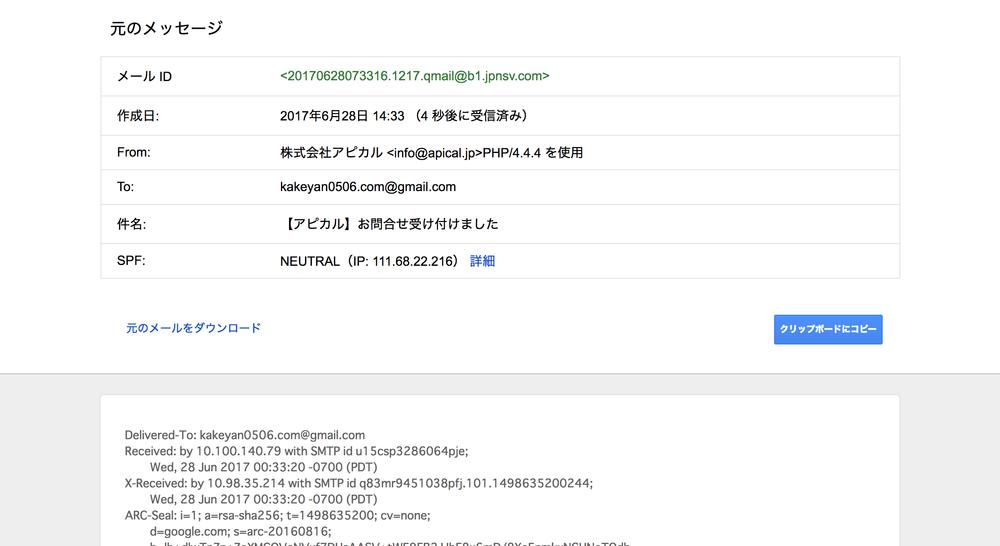 元のメッセージ
メール ID <20170628073316.1217.qmail@b1.jpnsv.com>
作成日: 2017年6月28日 14:33 （4 秒後に受信済み）
From: 株式会社アピカル <info@apical.jp>PHP/4.4.4 を使用
To: kakeyan0506.com@gmail.com
件名: 【アピカル】お問合せ受け付けました
SPF: NEUTRAL（IP: 111.68.22.216） 詳細
元のメールをダウンロード クリップボードにコピー
Delivered-To: kakeyan0506.com@gmail.com
Received: by 10.100.140.79 with SMTP id u15csp3286064pje;
Wed, 28 Jun 2017 00:33:20 -0700 (PDT)
X-Received: by 10.98.35.214 with SMTP id q83mr9451038pfj.101.1498635200244;
Wed, 28 Jun 2017 00:33:20 -0700 (PDT)
ARC-Seal: i=1; a=rsa-sha256; t=1498635200; cv=none;
d=google.com; s=arc-20160816;